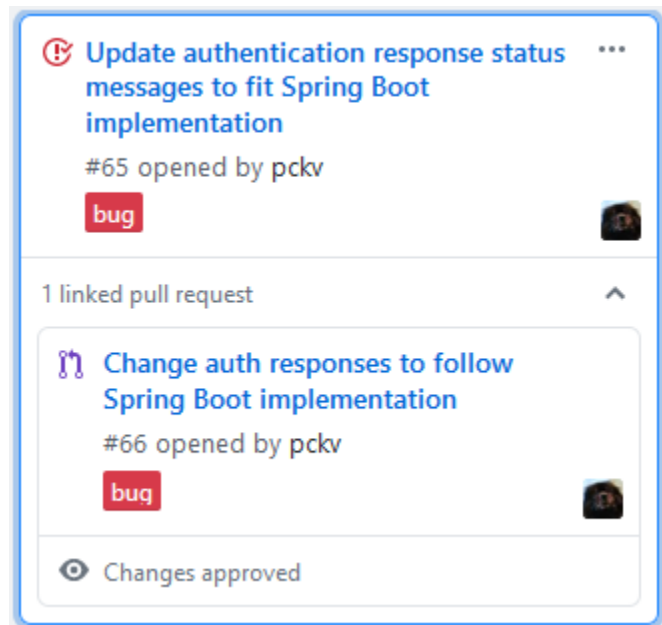 Update authentication response status
messages to fit Spring Boot
implementation
#65 opened by pckv
bug
1 linked pull request
Change auth responses to follow
Spring Boot implementation
#66 opened by pckv
bug
Changes approved